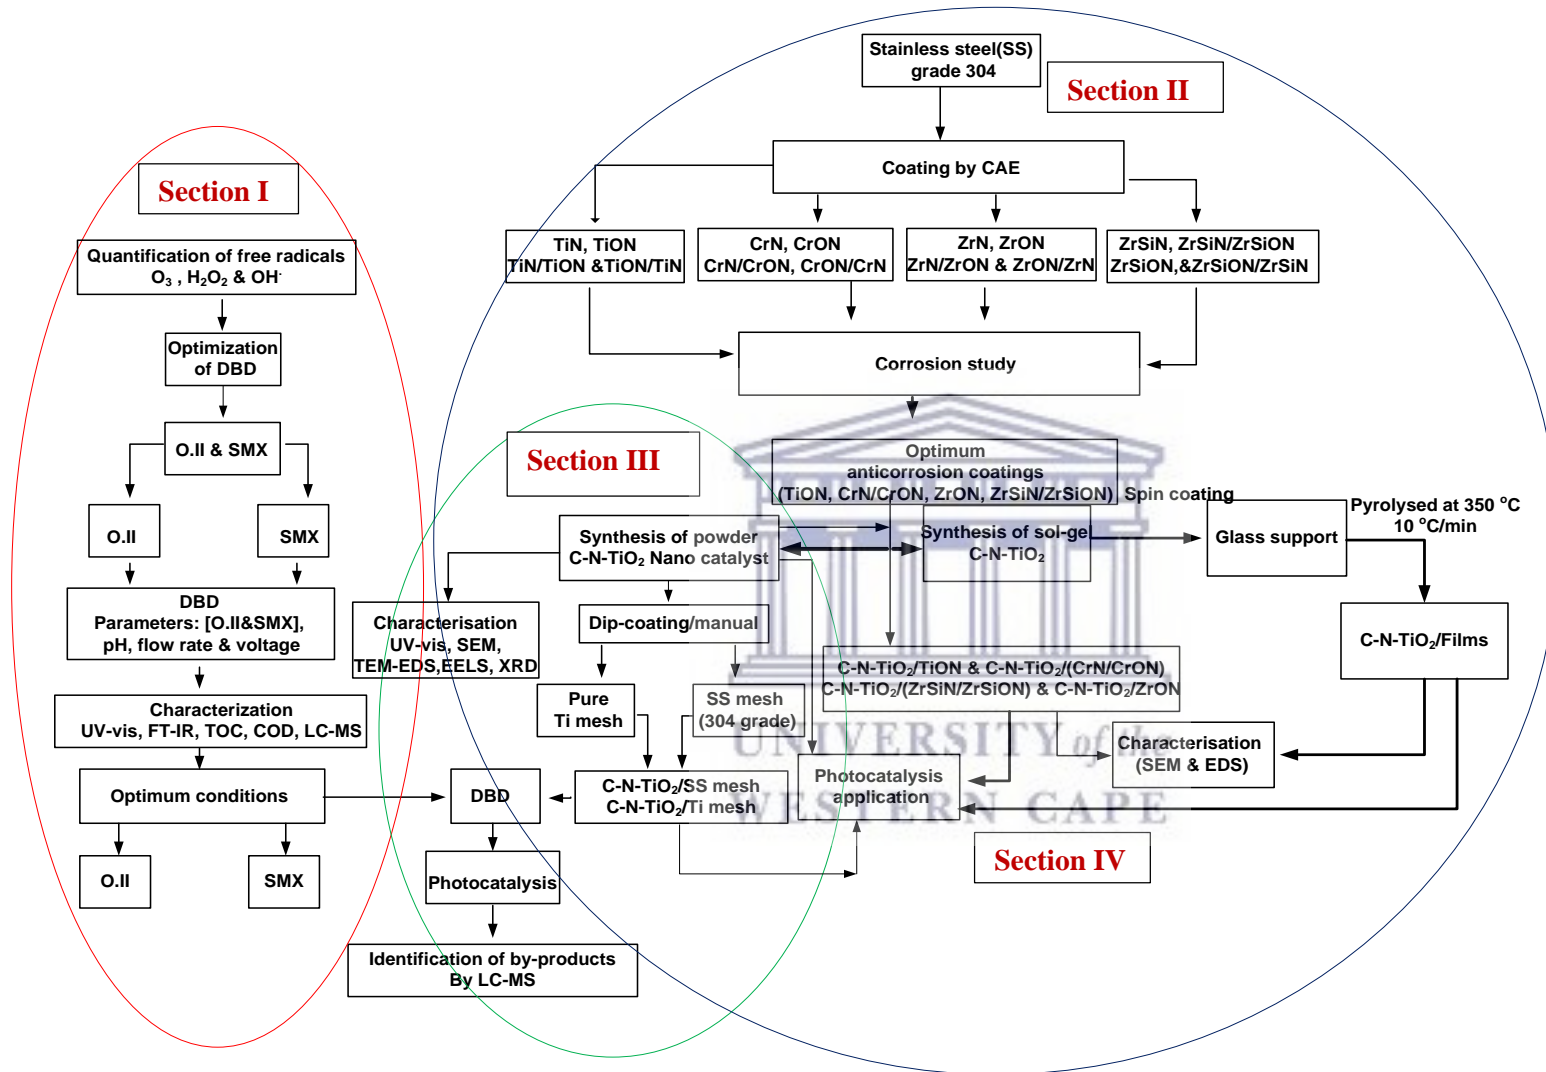 Stainless steel(SS)
grade 304
Section II
Coating by CAE
Section I
Quantification of free radicals
O₃ , H₂O₂ & OH·
TiN, TiON
TiN/TiON &TiON/TiN
CrN, CrON
CrN/CrON, CrON/CrN
ZrN, ZrON
ZrN/ZrON & ZrON/ZrN
ZrSiN, ZrSiN/ZrSiON
ZrSiON,&ZrSiON/ZrSiN
Optimization
of DBD
Corrosion study
O.II & SMX
Section III
Optimum
anticorrosion coatings
(TiON, CrN/CrON, ZrON, ZrSiN/ZrSiON)
Spin coating
Pyrolysed at 350 °C
10 °C/min
O.II
SMX
Synthesis of powder
C-N-TiO₂ Nano catalyst
Synthesis of sol-gel
C-N-TiO₂
Glass support
DBD
Parameters: [O.II&SMX],
pH, flow rate & voltage
Characterisation
UV-vis, SEM,
TEM-EDS,EELS, XRD
Dip-coating/manual
C-N-TiO₂/Films
C-N-TiO₂/TiON & C-N-TiO₂/(CrN/CrON)
C-N-TiO₂/(ZrSiN/ZrSiON) & C-N-TiO₂/ZrON
Pure
Ti mesh
SS mesh
(304 grade)
Characterization
UV-vis, FT-IR, TOC, COD, LC-MS
UNIVERSITY of the
WESTERN CAPE
Characterisation
(SEM & EDS)
Optimum conditions
DBD
C-N-TiO₂/SS mesh
C-N-TiO₂/Ti mesh
Photocatalysis
application
Section IV
O.II
SMX
Photocatalysis
Identification of by-products
By LC-MS